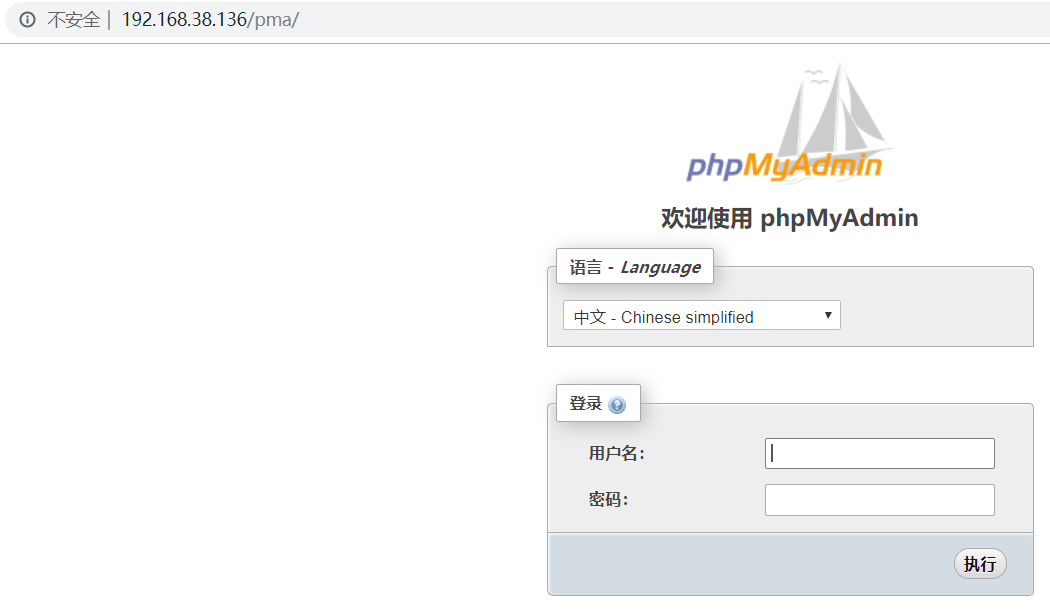 不安全 | 192.168.38.136/pma/
phpMyAdmin
欢迎使用 phpMyAdmin
语言 - Language
中文 - Chinese simplified
登录
用户名：
密码：
执行